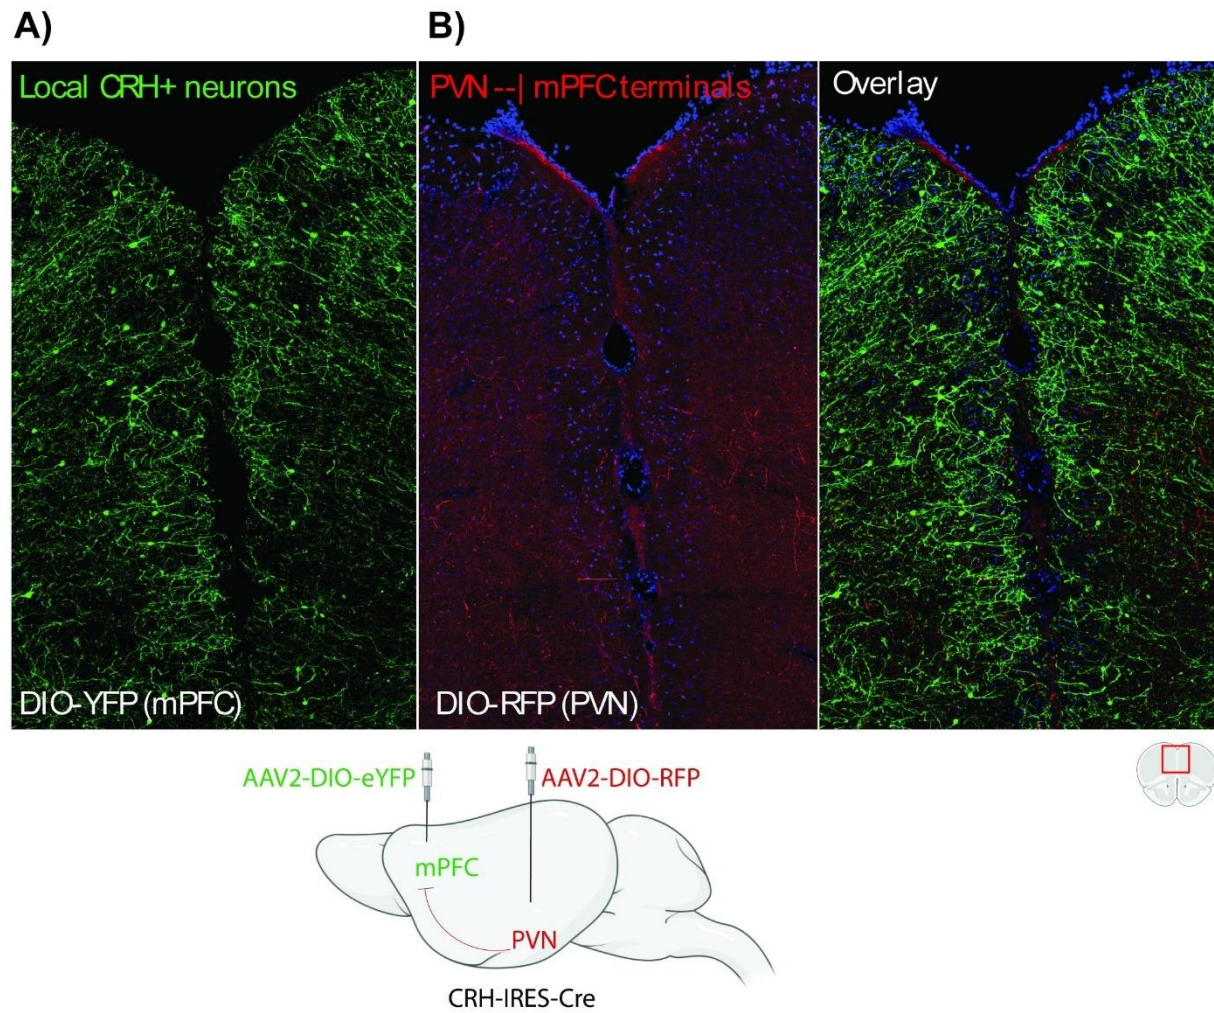 A)
B)
Local CRH+ neurons
PVN --| mPFC terminals
Overlay
DIO-YFP (mPFC)
DIO-RFP (PVN)
AAV2-DIO-eYFP
AAV2-DIO-RFP
mPFC
PVN
CRH-IRES-Cre